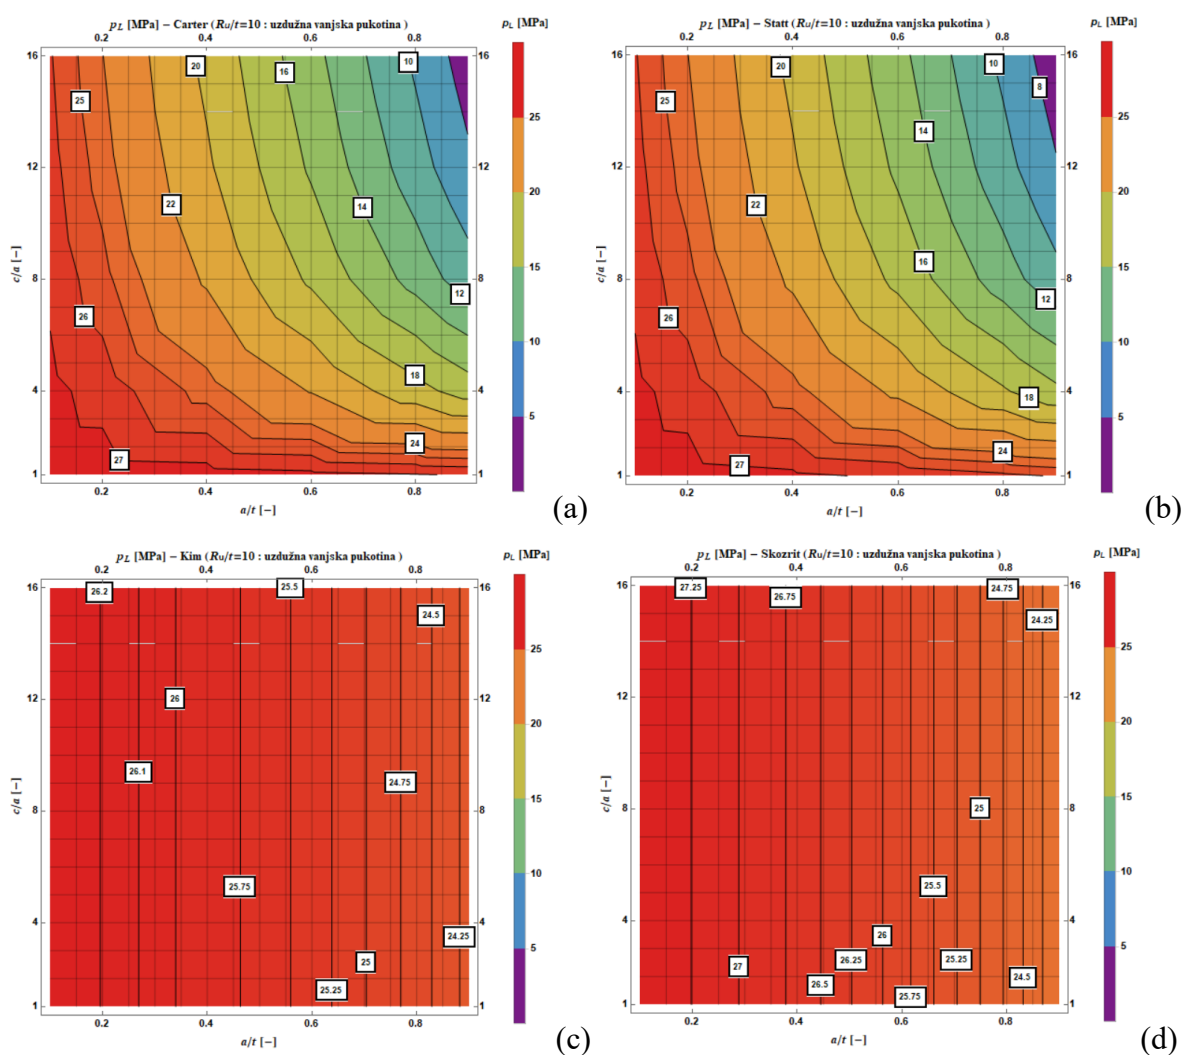 p_L [MPa] – Carter ( Ru/t=10 : uzdužna vanjska pukotina )
p_L [MPa]
0.2 0.4 0.6 0.8
16 12 8 4 1
c/a [–]
16 12 8 4 1
20 16 10
25
22
14
12
26
18
24
27
0.2 0.4 0.6 0.8
a/t [–]
25
20
15
10
5
(a)
p_L [MPa] – Statt ( Ru/t=10 : uzdužna vanjska pukotina )
p_L [MPa]
0.2 0.4 0.6 0.8
16 12 8 4 1
c/a [–]
16 12 8 4 1
20 10
8
25
14
22
16
12
26
18
24
27
0.2 0.4 0.6 0.8
a/t [–]
25
20
15
10
5
(b)
p_L [MPa] – Kim ( Ru/t=10 : uzdužna vanjska pukotina )
p_L [MPa]
0.2 0.4 0.6 0.8
16 12 8 4 1
c/a [–]
16 12 8 4 1
26.2 25.5
24.5
26
26.1
24.75
25.75
24.25
25
25.25
0.2 0.4 0.6 0.8
a/t [–]
25
20
15
10
5
(c)
p_L [MPa] – Skozrit ( Ru/t=10 : uzdužna vanjska pukotina )
p_L [MPa]
0.2 0.4 0.6 0.8
16 12 8 4 1
c/a [–]
16 12 8 4 1
27.25 26.75 24.75
24.25
25
25.5
26
27 26.25 25.25
26.5 24.5
25.75
0.2 0.4 0.6 0.8
a/t [–]
25
20
15
10
5
(d)